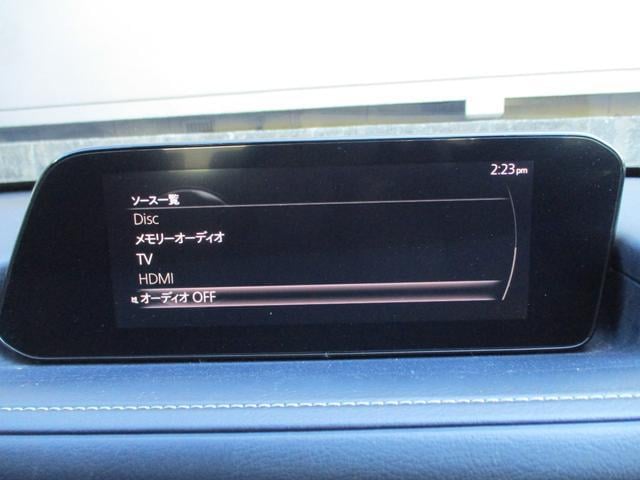 2:23pm
ソース一覧
Disc
メモリーオーディオ
TV
HDMI
オーディオ OFF